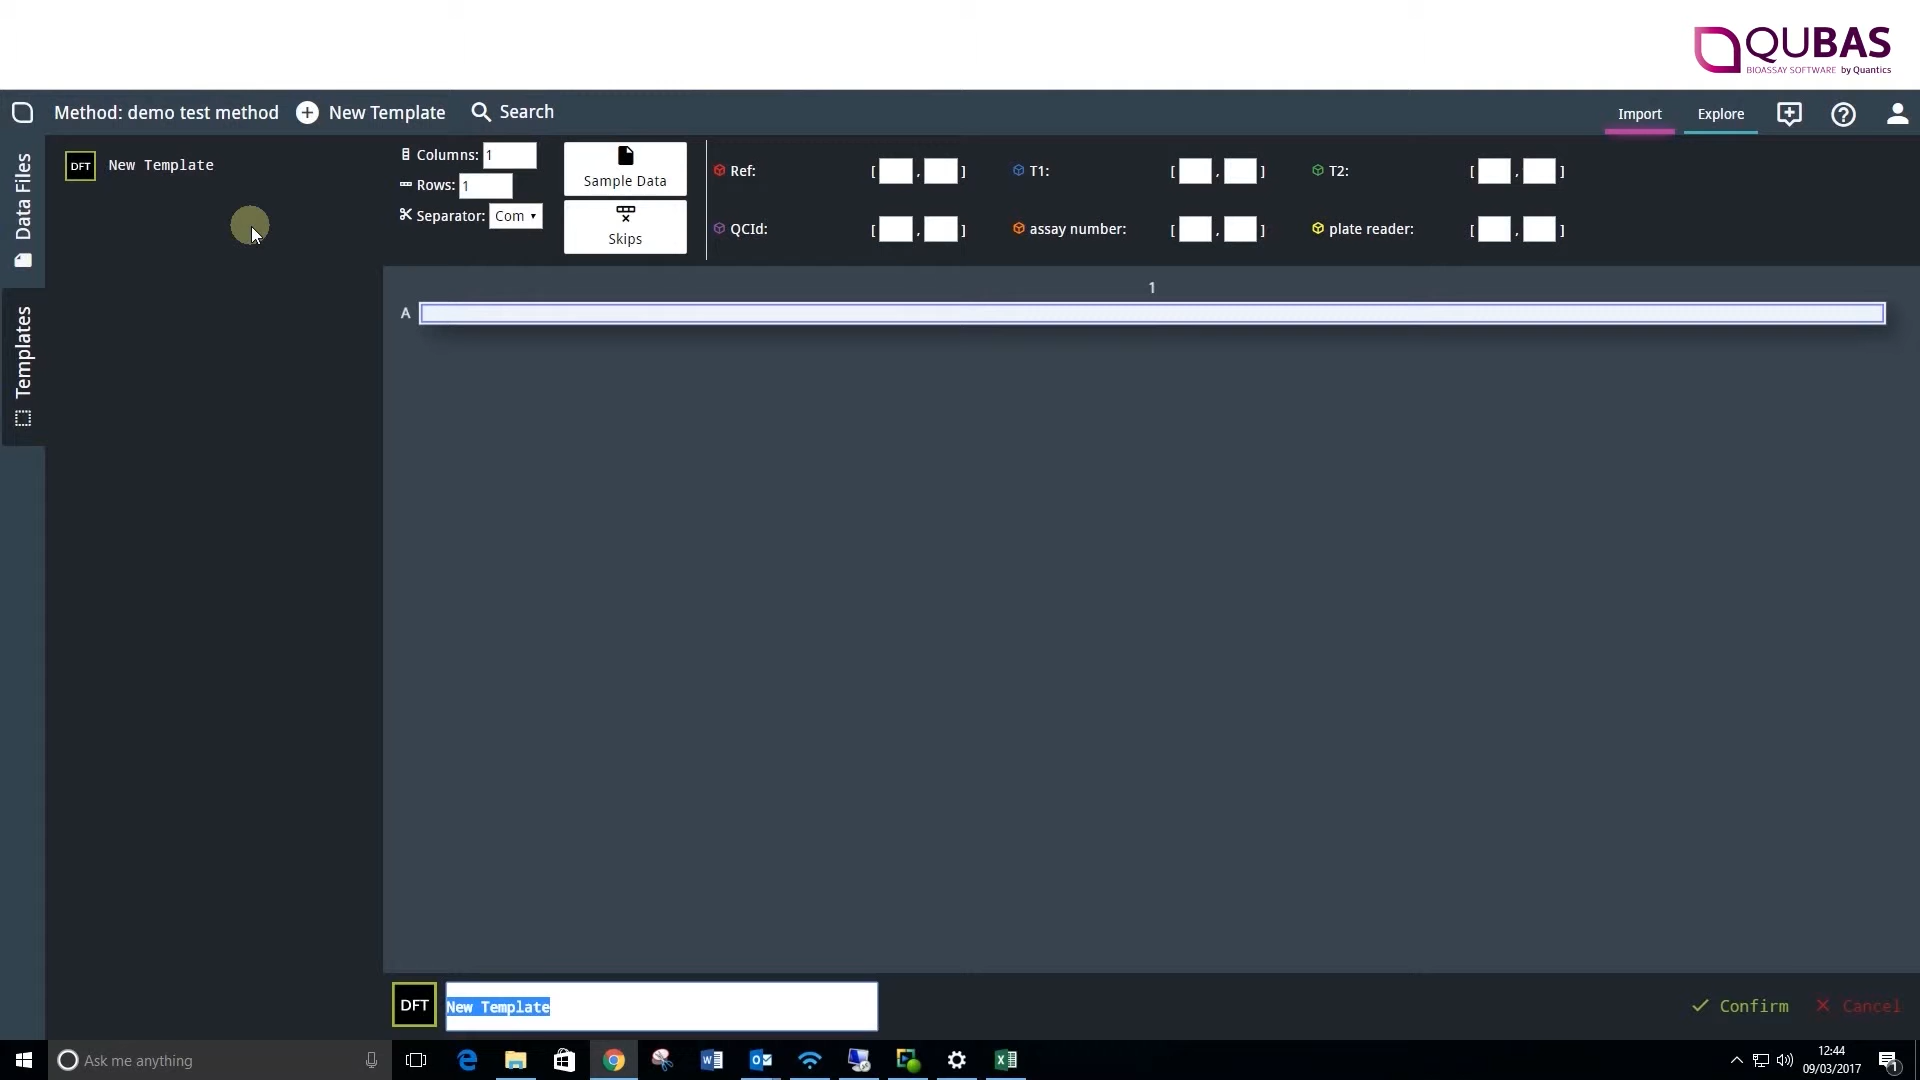 QUBAS
BIOASSAY SOFTWARE by Quantics
Method: demo test method
New Template
Search
Import
Explore
Data Files
Templates
DFT New Template
Columns: 1
Rows: 1
Separator: Com
Sample Data
Skips
Ref: [ , ]
T1: [ , ]
T2: [ , ]
QCId: [ , ]
assay number: [ , ]
plate reader: [ , ]
1
A
DFT New Template
Confirm
Cancel
Ask me anything
12:44
09/03/2017
1